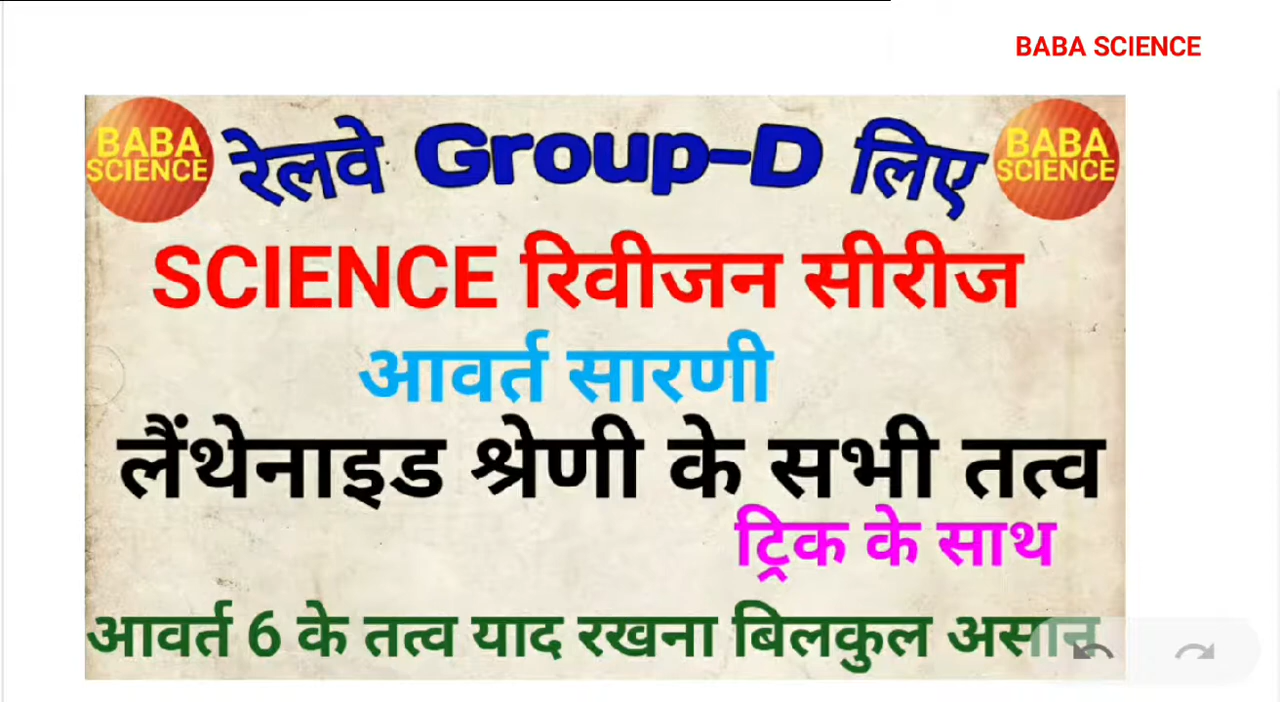 BABA SCIENCE
BABA SCIENCE
रेलवे Group-D लिए
BABA SCIENCE
SCIENCE रिवीजन सीरीज
आवर्त सारणी
लैंथेनाइड श्रेणी के सभी तत्व
ट्रिक के साथ
आवर्त 6 के तत्व याद रखना बिलकुल असान